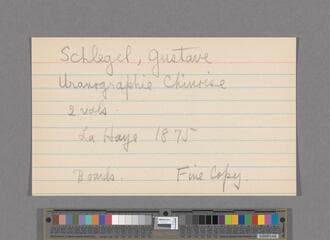 Schlegel, Gustave
Uranographie Chinoise
2 vols.
La Haye 1875
Boards. Fine Copy.